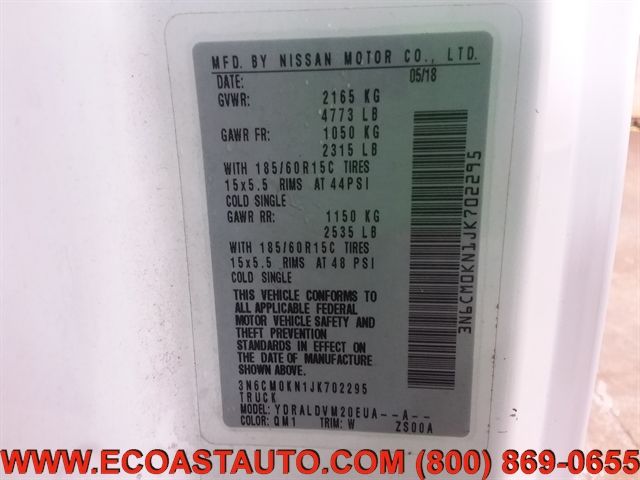 MFD. BY NISSAN MOTOR CO., LTD.
DATE: 05/18
GVWR: 2165 KG
4773 LB
GAWR FR: 1050 KG
2315 LB
WITH 185/60R15C TIRES
15x5.5 RIMS AT 44PSI
COLD SINGLE
GAWR RR: 1150 KG
2535 LB
WITH 185/60R15C TIRES
15x5.5 RIMS AT 48 PSI
COLD SINGLE
THIS VEHICLE CONFORMS TO
ALL APPLICABLE FEDERAL
MOTOR VEHICLE SAFETY AND
THEFT PREVENTION
STANDARDS IN EFFECT ON
THE DATE OF MANUFACTURE
SHOWN ABOVE.
3N6CM0KN1JK702295
TRUCK
MODEL: YDRALDVM20EUA--A--
COLOR: QM1 TRIM: W ZS00A
3N6CM0KN1JK702295
WWW.ECOASTAUTO.COM (800) 869-0655